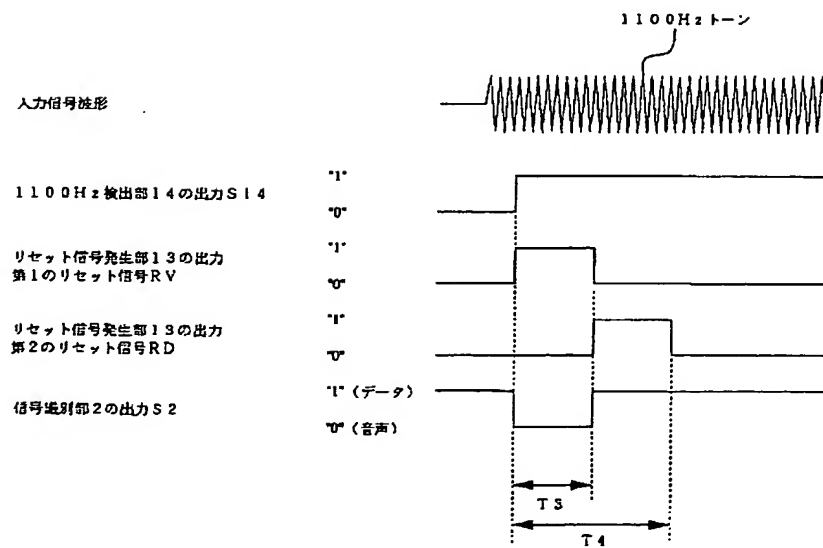 1100Hzトーン
入力信号波形
1100Hz検出部14の出力S14
"1"
"0"
リセット信号発生部13の出力
第1のリセット信号RV
"1"
"0"
リセット信号発生部13の出力
第2のリセット信号RD
"1"
"0"
信号識別部2の出力S2
"1"(データ)
"0"(音声)
T3
T4